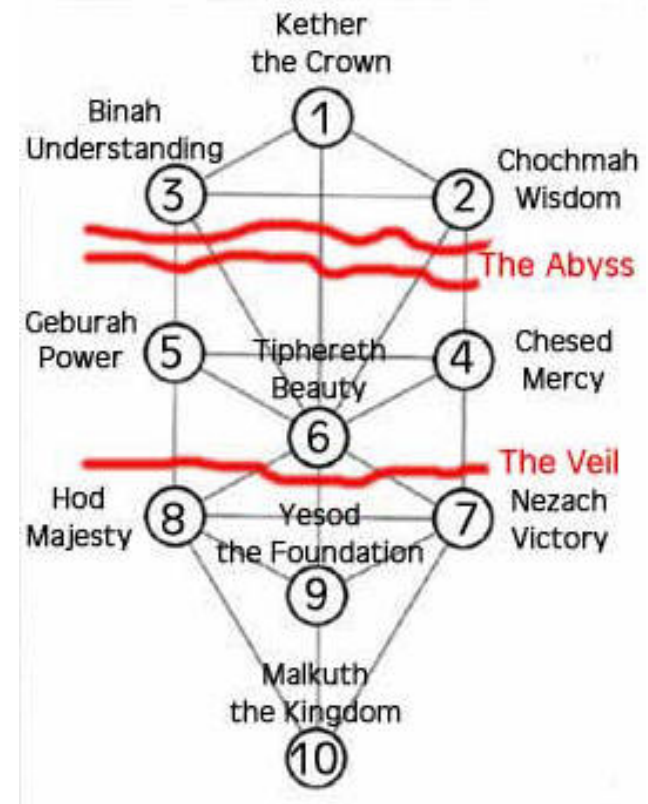 Kether
the Crown
1
Binah
Understanding
3
Chochmah
Wisdom
2
The Abyss
Geburah
Power
5
Tiphereth
Beauty
6
Chesed
Mercy
4
The Veil
Hod
Majesty
8
Yesod
the Foundation
9
Nezach
Victory
7
Malkuth
the Kingdom
10